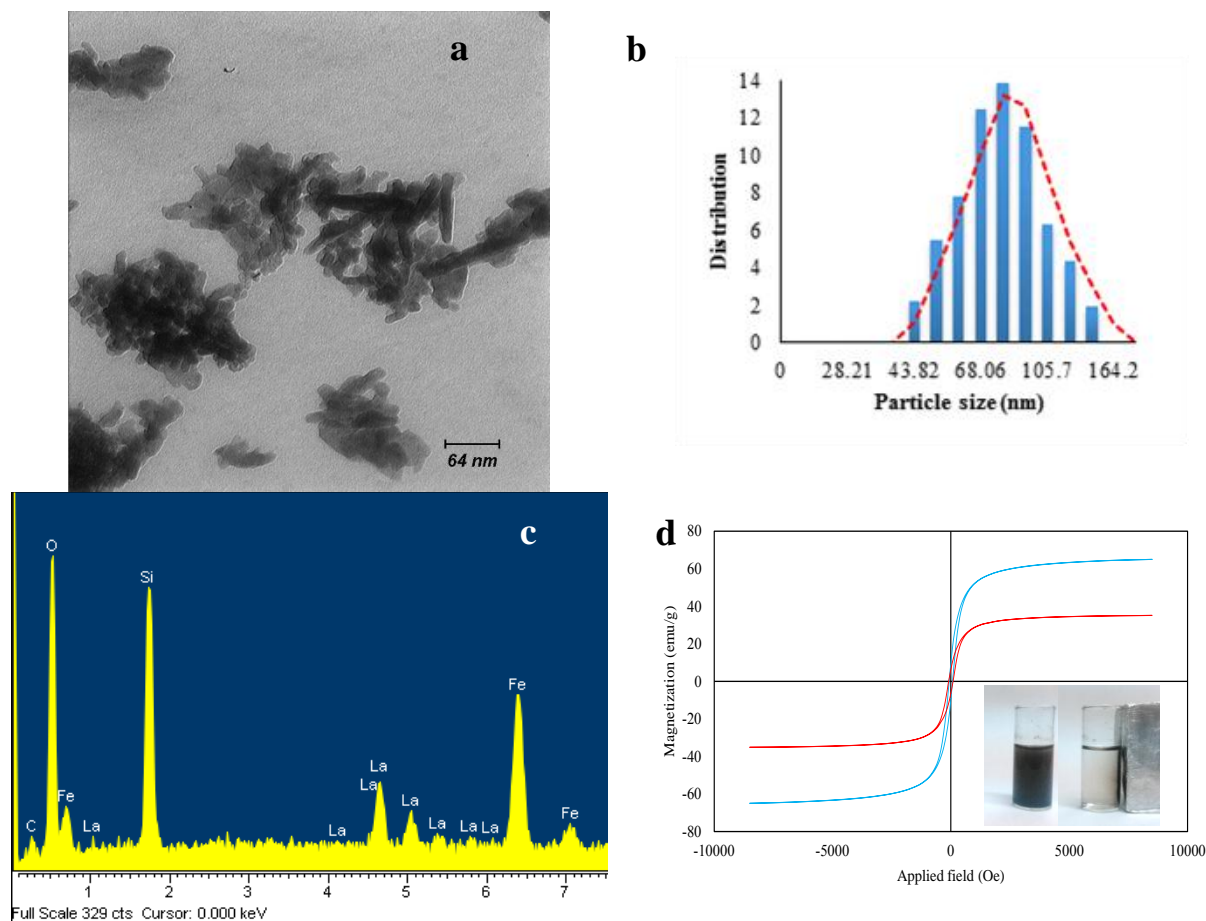 a
64 nm
b
14
12
10
8
6
4
2
0
Distribution
0 28.21 43.82 68.06 105.7 164.2
Particle size (nm)
c
O
Si
Fe
Fe
La
La
La
La
La
La
La
La
C
Fe
1 2 3 4 5 6 7
Full Scale 329 cts Cursor: 0.000 keV
d
80
60
40
20
0
-20
-40
-60
-80
Magnetization (emu/g)
-10000 -5000 0 5000 10000
Applied field (Oe)